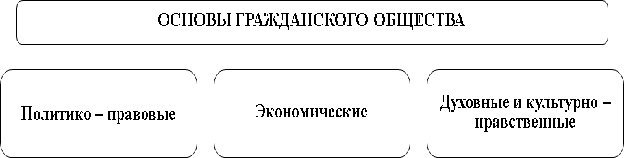 ОСНОВЫ ГРАЖДАНСКОГО ОБЩЕСТВА
Политико – правовые
Экономические
Духовные и культурно –
нравственные